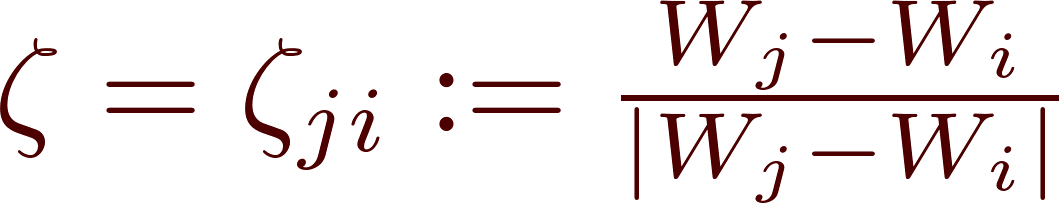 ζ = ζ_{ji} := \frac{W_j - W_i}{|W_j - W_i|}